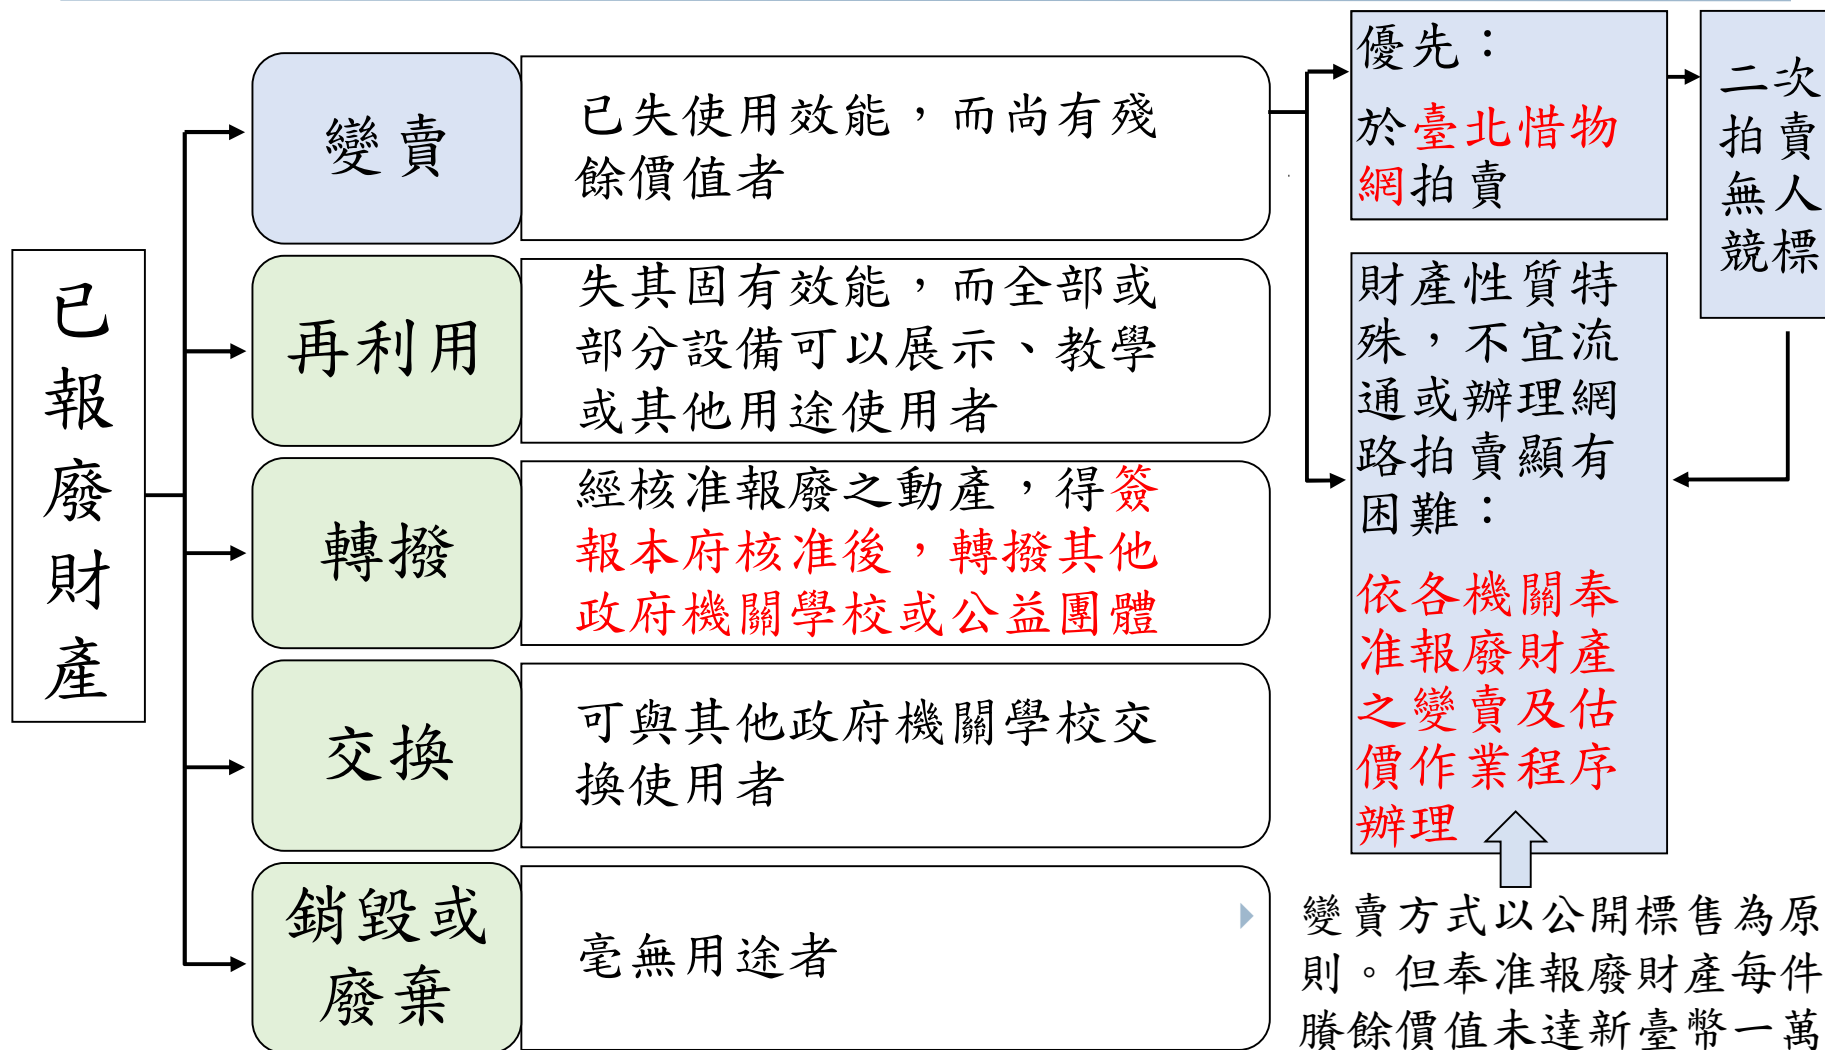 已報廢財產
變賣
已失使用效能，而尚有殘
餘價值者
再利用
失其固有效能，而全部或
部分設備可以展示、教學
或其他用途使用者
轉撥
經核准報廢之動產，得簽
報本府核准後，轉撥其他
政府機關學校或公益團體
交換
可與其他政府機關學校交
換使用者
銷毀或
廢棄
毫無用途者
優先：
於臺北惜物
網拍賣
二次
拍賣
無人
競標
財產性質特
殊，不宜流
通或辦理網
路拍賣顯有
困難：
依各機關奉
准報廢財產
之變賣及估
價作業程序
辦理
變賣方式以公開標售為原
則。但奉准報廢財產每件
賸餘價值未達新臺幣一萬